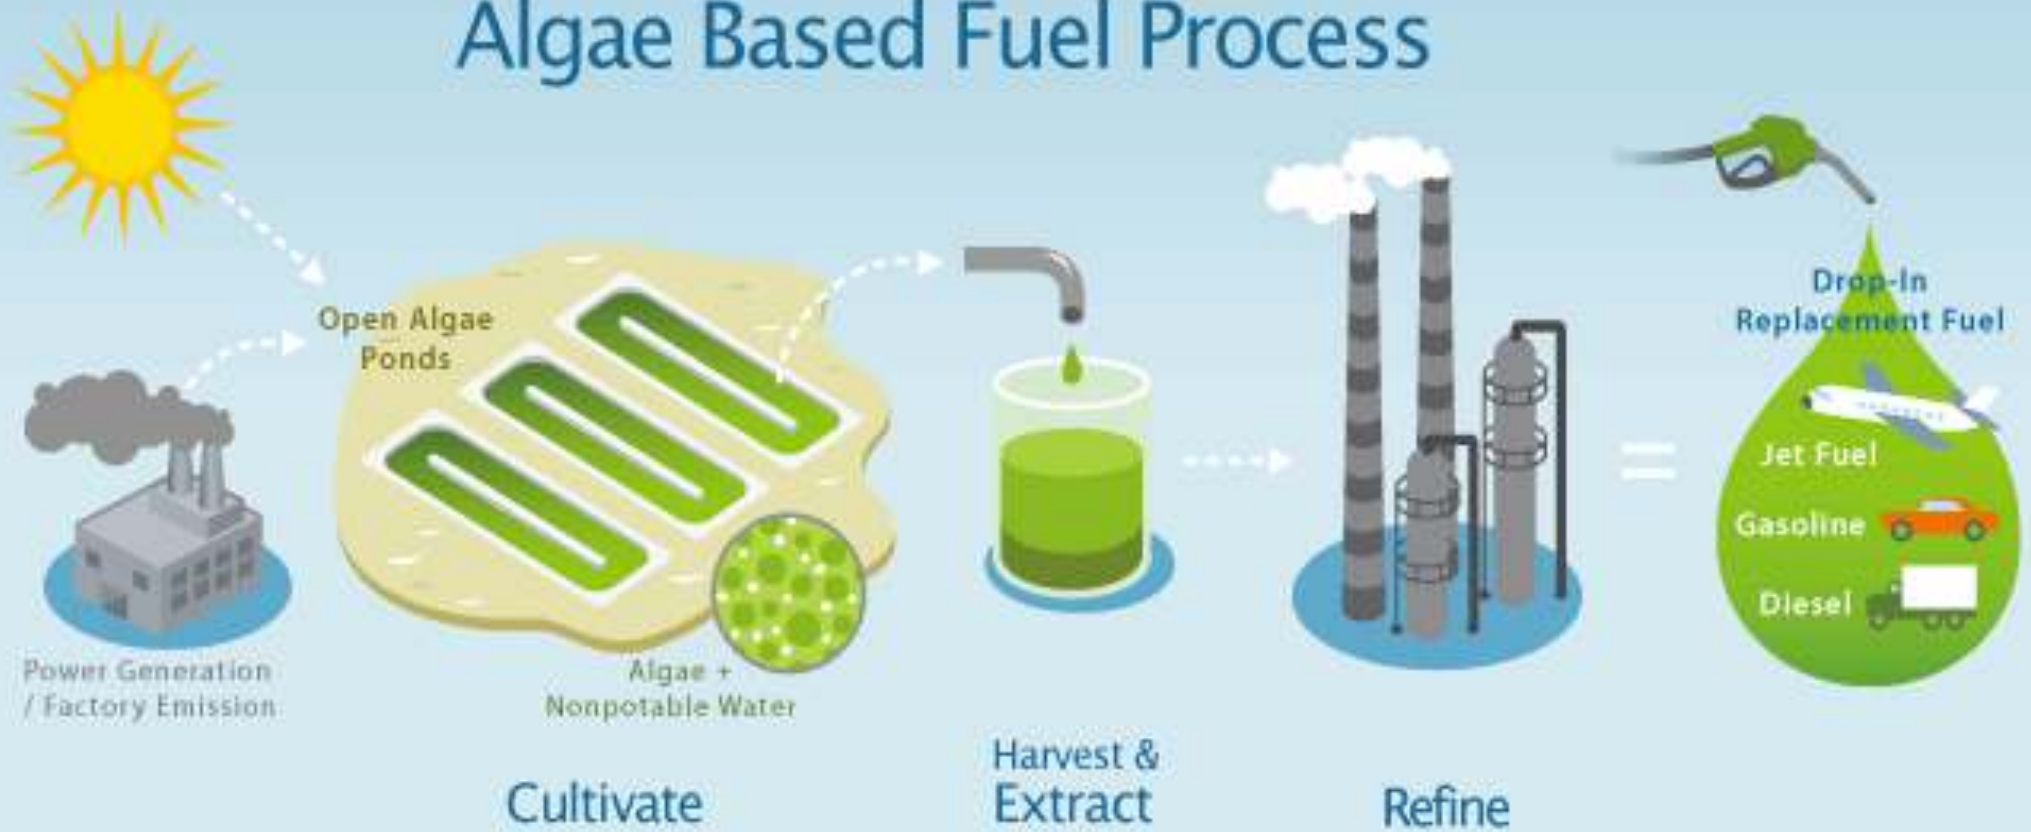 Algae Based Fuel Process
Open Algae
Ponds
Power Generation
/ Factory Emission
Algae +
Nonpotable Water
Cultivate
Harvest &
Extract
Refine
=
Drop-In
Replacement Fuel
Jet Fuel
Gasoline
Diesel